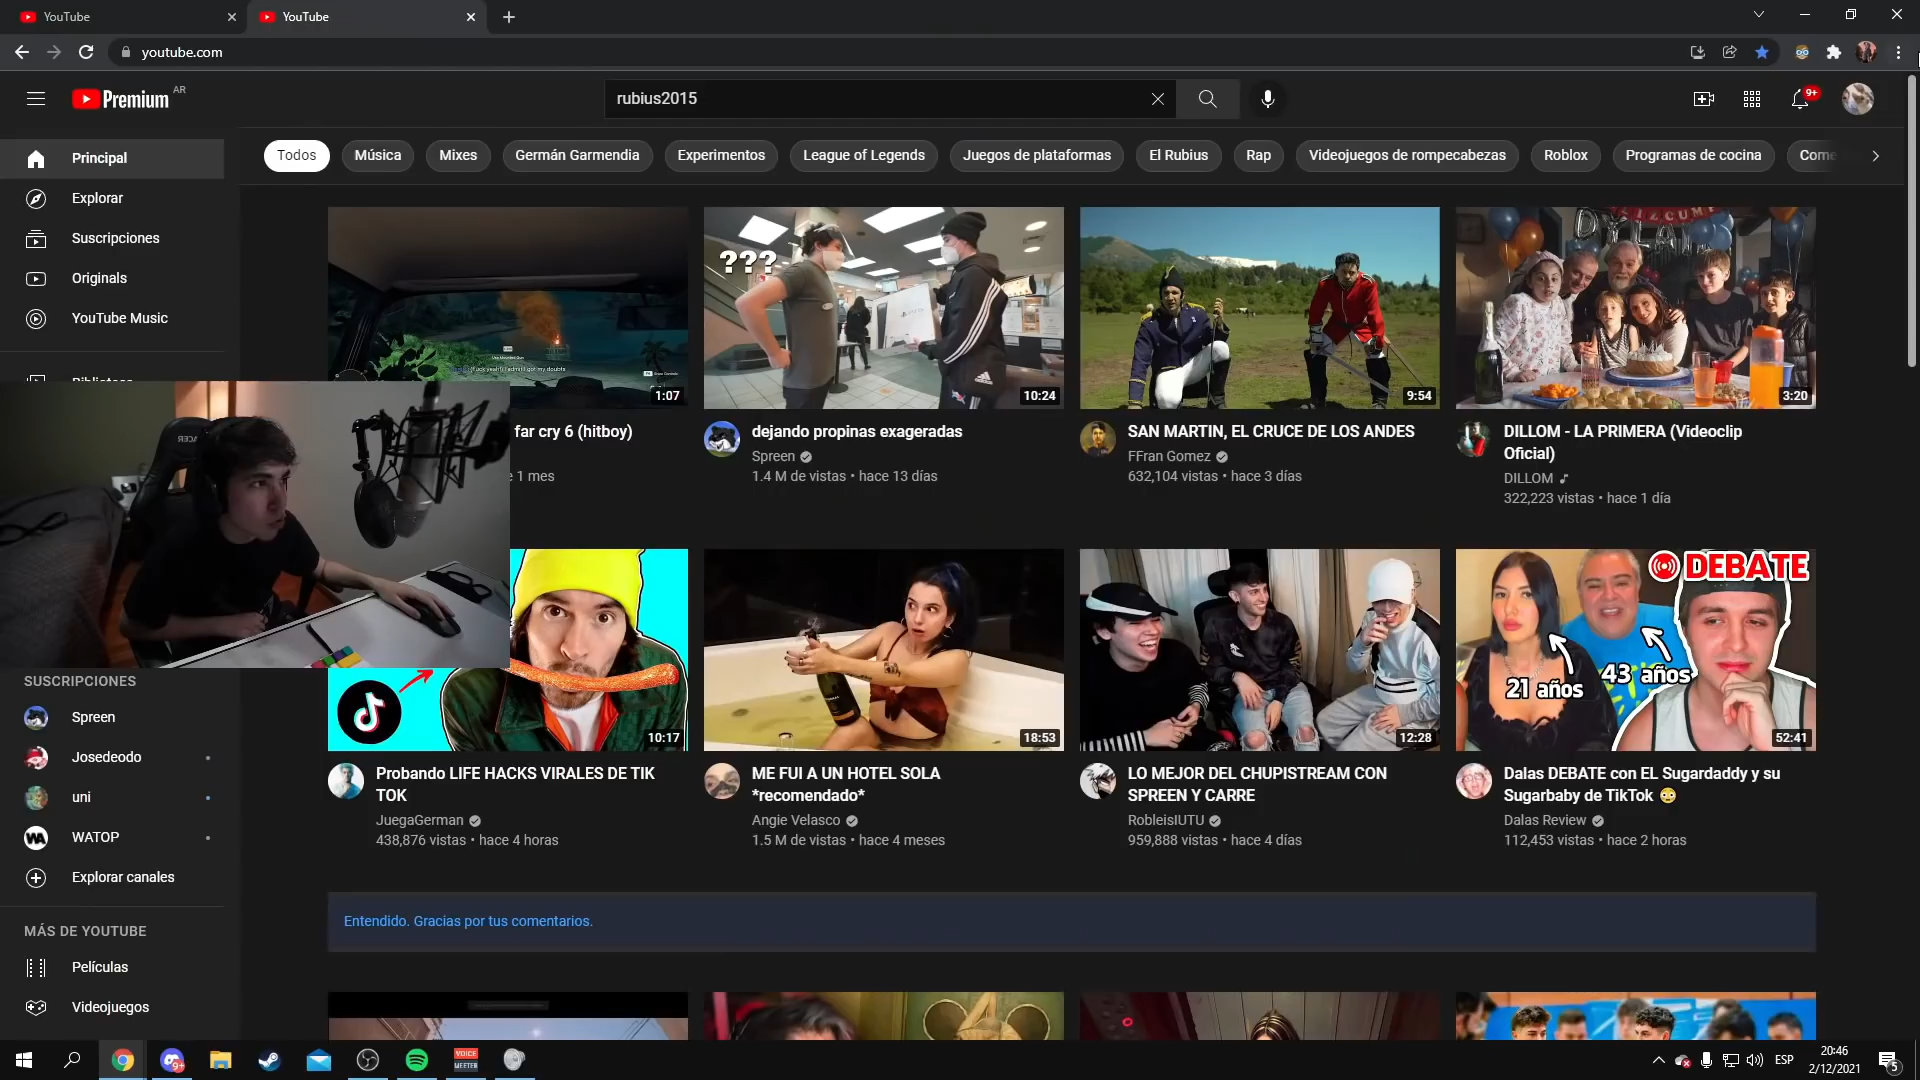 YouTube
YouTube
youtube.com
Premium AR
rubius2015
9+
Todos
Música
Mixes
Germán Garmendia
Experimentos
League of Legends
Juegos de plataformas
El Rubius
Rap
Videojuegos de rompecabezas
Roblox
Programas de cocina
Come
Principal
Explorar
Suscripciones
Originals
YouTube Music
Biblioteca
1:07
far cry 6 (hitboy)
1 mes
???
10:24
dejando propinas exageradas
Spreen
1.4 M de vistas • hace 13 días
9:54
SAN MARTIN, EL CRUCE DE LOS ANDES
FFran Gomez
632,104 vistas • hace 3 días
3:20
DILLOM - LA PRIMERA (Videoclip
Oficial)
DILLOM
322,223 vistas • hace 1 día
10:17
Probando LIFE HACKS VIRALES DE TIK
TOK
JuegaGerman
438,876 vistas • hace 4 horas
18:53
ME FUI A UN HOTEL SOLA
*recomendado*
Angie Velasco
1.5 M de vistas • hace 4 meses
12:28
LO MEJOR DEL CHUPISTREAM CON
SPREEN Y CARRE
RobleisIUTU
959,888 vistas • hace 4 días
DEBATE
21 años
43 años
52:41
Dalas DEBATE con EL Sugardaddy y su
Sugarbaby de TikTok 😳
Dalas Review
112,453 vistas • hace 2 horas
SUSCRIPCIONES
Spreen
Josedeodo
uni
WATOP
Explorar canales
MÁS DE YOUTUBE
Películas
Videojuegos
Entendido. Gracias por tus comentarios.
9+
VOICE
MEETER
ESP
20:46
2/12/2021
5